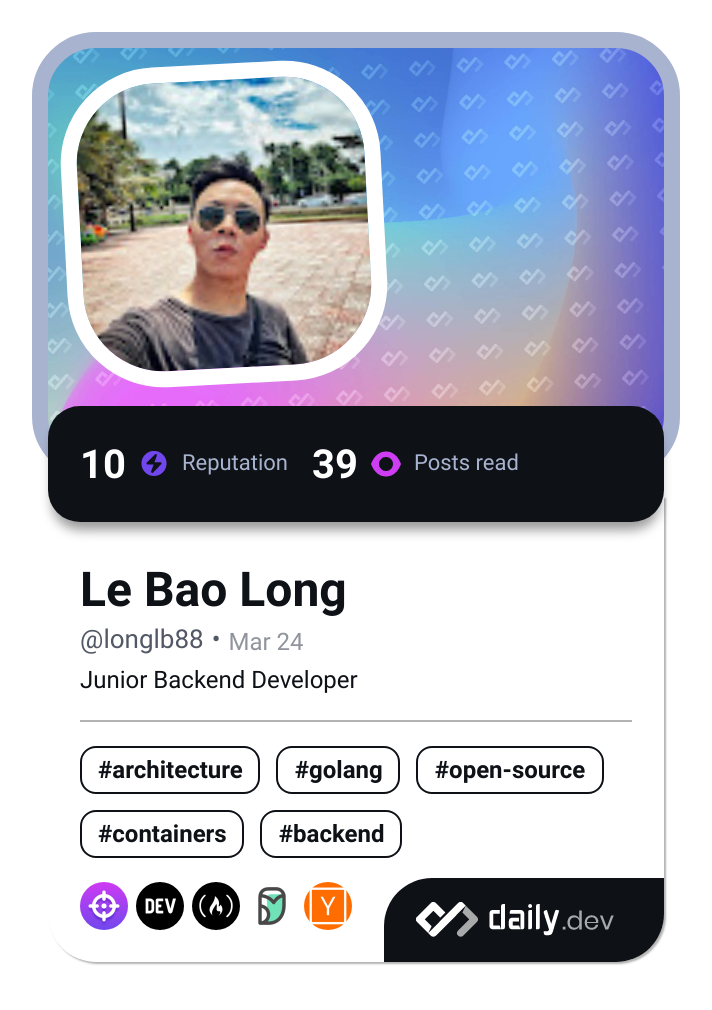 10 Reputation 39 Posts read
Le Bao Long
@longlb88 • Mar 24
Junior Backend Developer
#architecture #golang #open-source
#containers #backend
DEV Y daily.dev